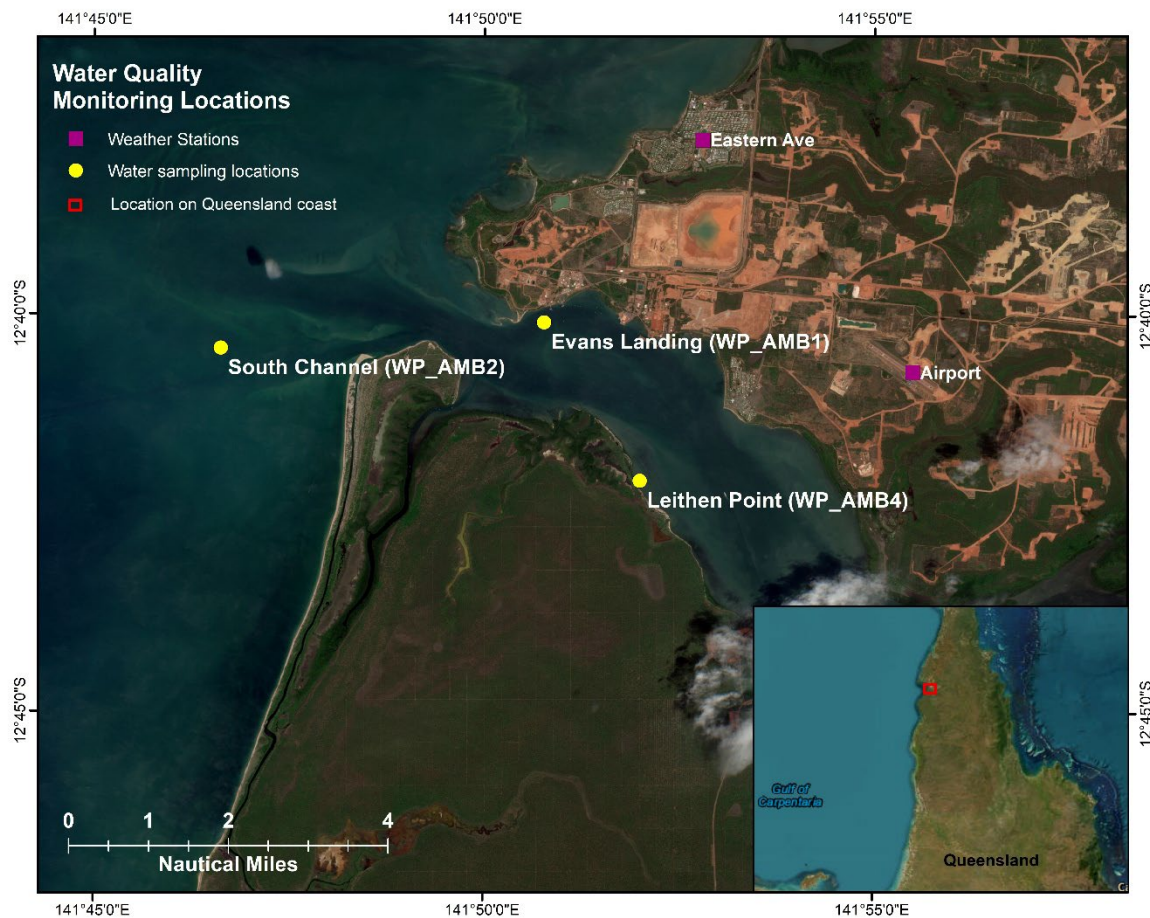 141°45'0"E 141°50'0"E 141°55'0"E
Water Quality
Monitoring Locations
Weather Stations
Water sampling locations
Location on Queensland coast
Eastern Ave
12°40'0"S
12°40'0"S
Evans Landing (WP_AMB1)
South Channel (WP_AMB2)
Airport
Leithen Point (WP_AMB4)
12°45'0"S
12°45'0"S
0 1 2 4
Nautical Miles
Gulf of
Carpentaria
Queensland
141°45'0"E 141°50'0"E 141°55'0"E